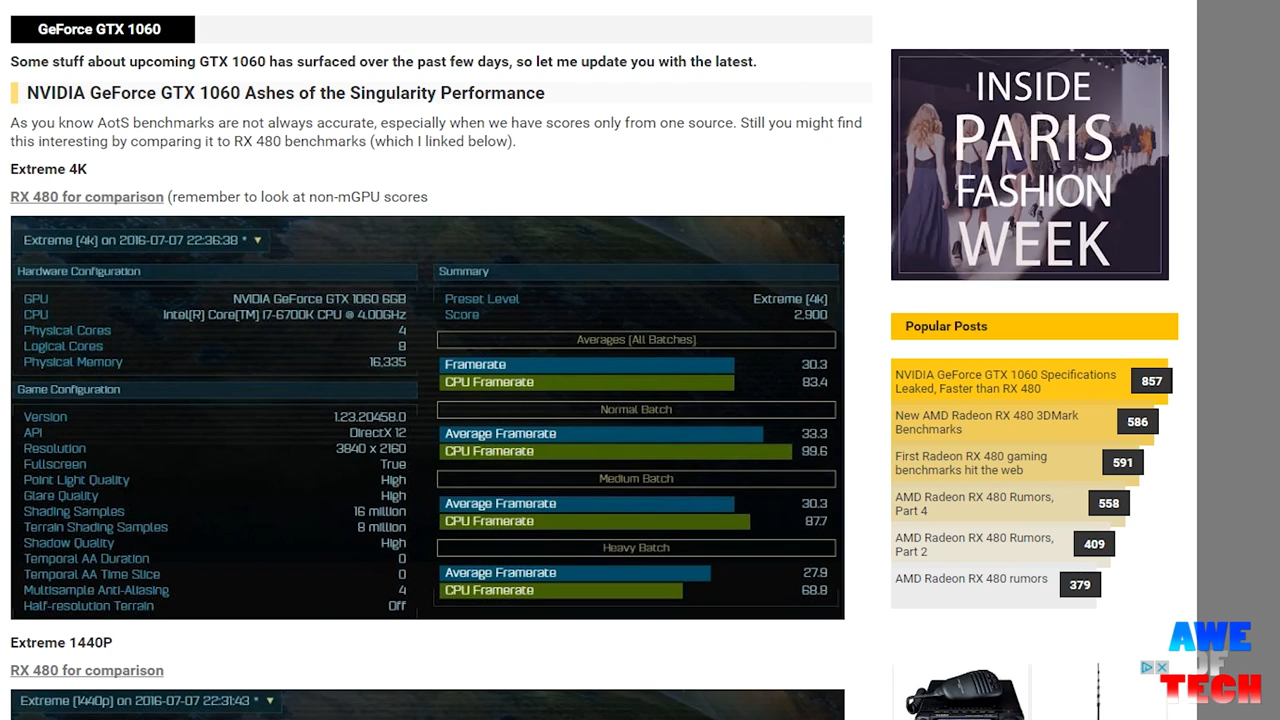 GeForce GTX 1060
Some stuff about upcoming GTX 1060 has surfaced over the past few days, so let me update you with the latest.
NVIDIA GeForce GTX 1060 Ashes of the Singularity Performance
As you know AotS benchmarks are not always accurate, especially when we have scores only from one source. Still you might find
this interesting by comparing it to RX 480 benchmarks (which I linked below).
Extreme 4K
RX 480 for comparison (remember to look at non-mGPU scores
Extreme [4k] on 2016-07-07 22:36:38 * ▼
Hardware Configuration
GPU NVIDIA GeForce GTX 1060 6GB
CPU Intel(R) Core(TM) i7-6700K CPU @ 4.00GHz
Physical Cores 4
Logical Cores 8
Physical Memory 16,335
Game Configuration
Version 1.23.20458.0
API DirectX 12
Resolution 3840 x 2160
Fullscreen True
Point Light Quality High
Glare Quality High
Shading Samples 16 million
Terrain Shading Samples 8 million
Shadow Quality High
Temporal AA Duration 0
Temporal AA Time Slice 0
Multisample Anti-Aliasing 4
Half-resolution Terrain Off
Summary
Preset Level Extreme [4k]
Score 2,900
Averages (All Batches)
Framerate 30.3
CPU Framerate 83.4
Normal Batch
Average Framerate 33.3
CPU Framerate 99.6
Medium Batch
Average Framerate 30.3
CPU Framerate 87.7
Heavy Batch
Average Framerate 27.9
CPU Framerate 68.8
Extreme 1440P
RX 480 for comparison
Extreme [1440p] on 2016-07-07 22:31:43 * ▼
INSIDE
PARIS
FASHION
WEEK
Popular Posts
NVIDIA GeForce GTX 1060 Specifications
Leaked, Faster than RX 480
857
New AMD Radeon RX 480 3DMark
Benchmarks
586
First Radeon RX 480 gaming
benchmarks hit the web
591
AMD Radeon RX 480 Rumors,
Part 4
558
AMD Radeon RX 480 Rumors,
Part 2
409
AMD Radeon RX 480 rumors
379
AWE
OF
TECH